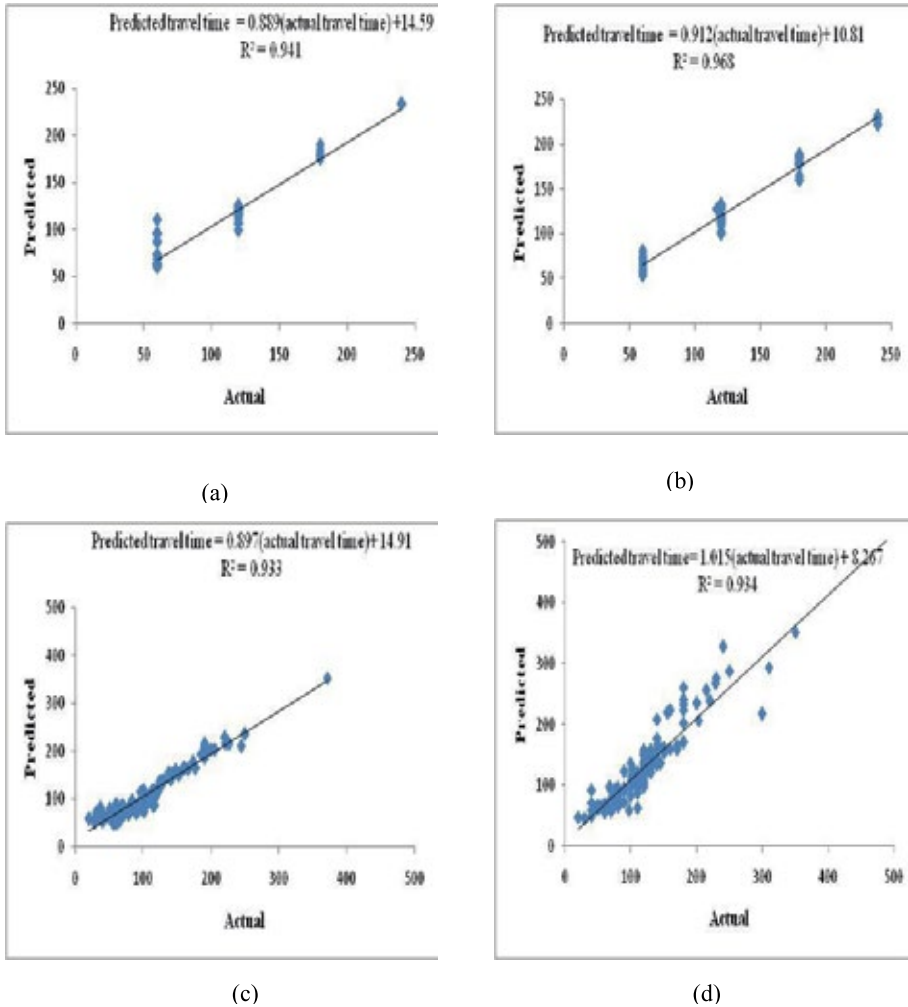 Predicted travel time = 0.889(actual travel time)+14.59
R² = 0.941
250
200
150
100
50
0
Predicted
0 50 100 150 200 250
Actual
(a)
Predicted travel time = 0.912(actual travel time)+10.81
R² = 0.968
250
200
150
100
50
0
Predicted
0 50 100 150 200 250
Actual
(b)
Predicted travel time = 0.897(actual travel time)+14.91
R² = 0.933
500
400
300
200
100
0
Predicted
0 100 200 300 400 500
Actual
(c)
Predicted travel time= 1.015(actual travel time)+ 8.267
R² = 0.934
500
400
300
200
100
0
Predicted
0 100 200 300 400 500
Actual
(d)